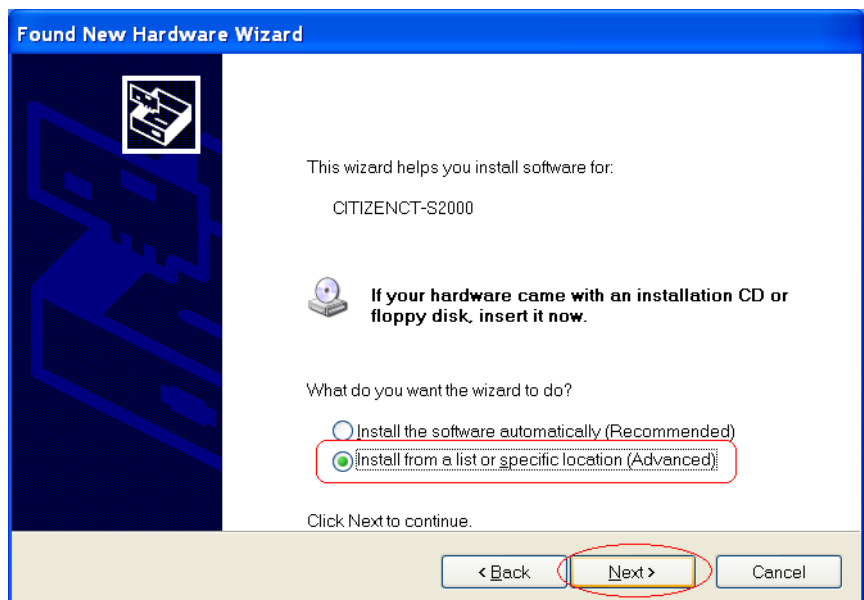 Found New Hardware Wizard
This wizard helps you install software for:
CITIZENCT-S2000
If your hardware came with an installation CD or
floppy disk, insert it now.
What do you want the wizard to do?
Install the software automatically (Recommended)
Install from a list or specific location (Advanced)
Click Next to continue.
< Back
Next >
Cancel